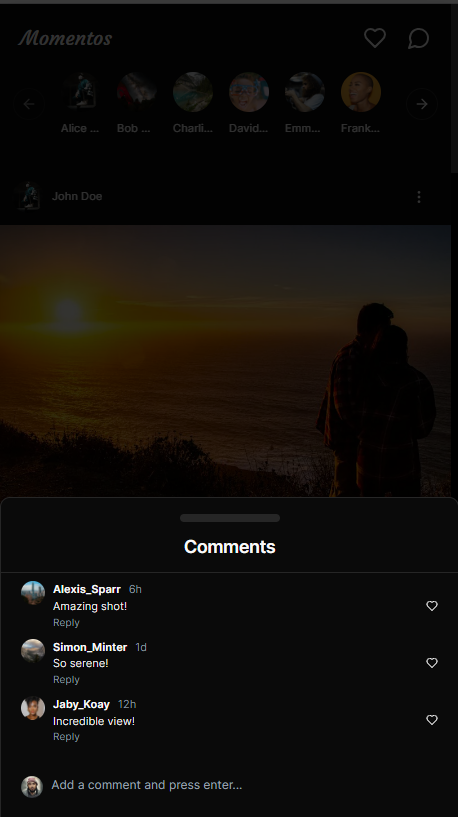 Momentos
Alice ... Bob ... Charli... David... Emm... Frank...
John Doe
Comments
Alexis_Sparr 6h
Amazing shot!
Reply
Simon_Minter 1d
So serene!
Reply
Jaby_Koay 12h
Incredible view!
Reply
Add a comment and press enter...